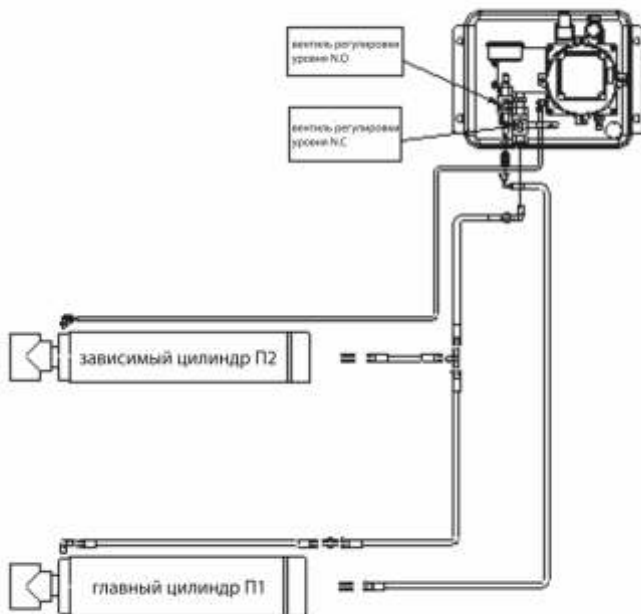 вентиль регулировки
уровня N.O
вентиль регулировки
уровня N.C
зависимый цилиндр П2
главный цилиндр П1